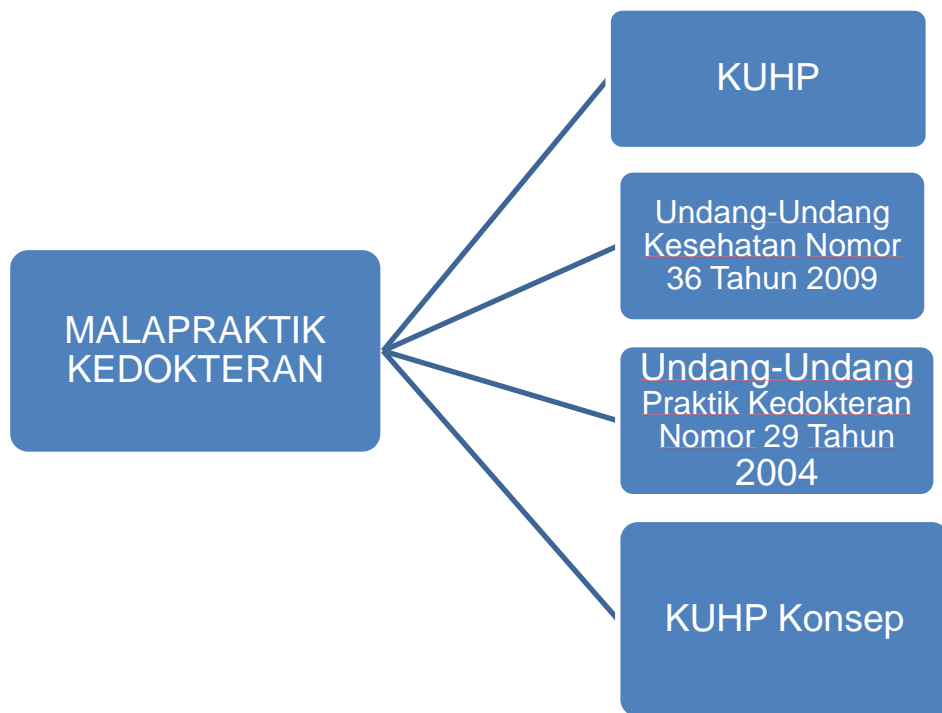 KUHP
Undang-Undang
Kesehatan Nomor
36 Tahun 2009
MALAPRAKTIK
KEDOKTERAN
Undang-Undang
Praktik Kedokteran
Nomor 29 Tahun
2004
KUHP Konsep